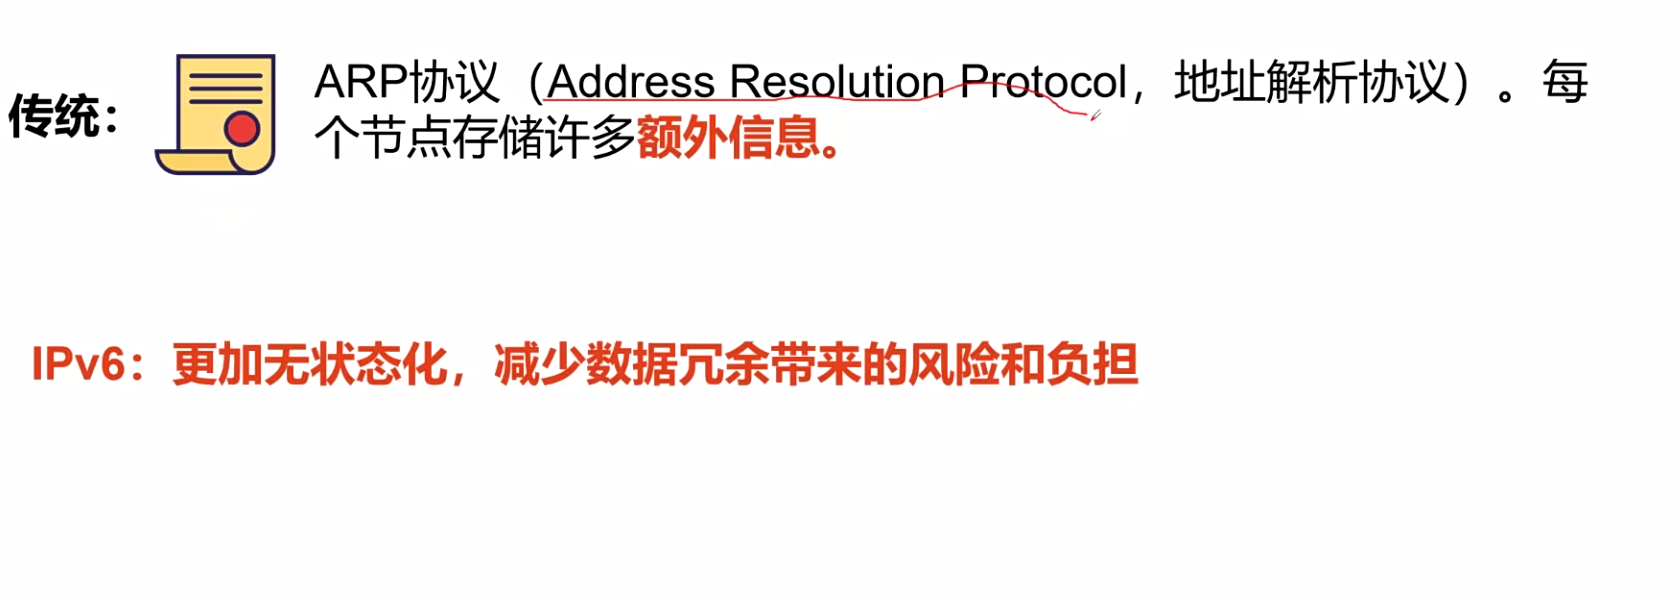 传统：
ARP协议（Address Resolution Protocol，地址解析协议）。每
个节点存储许多额外信息。
IPv6：更加无状态化，减少数据冗余带来的风险和负担